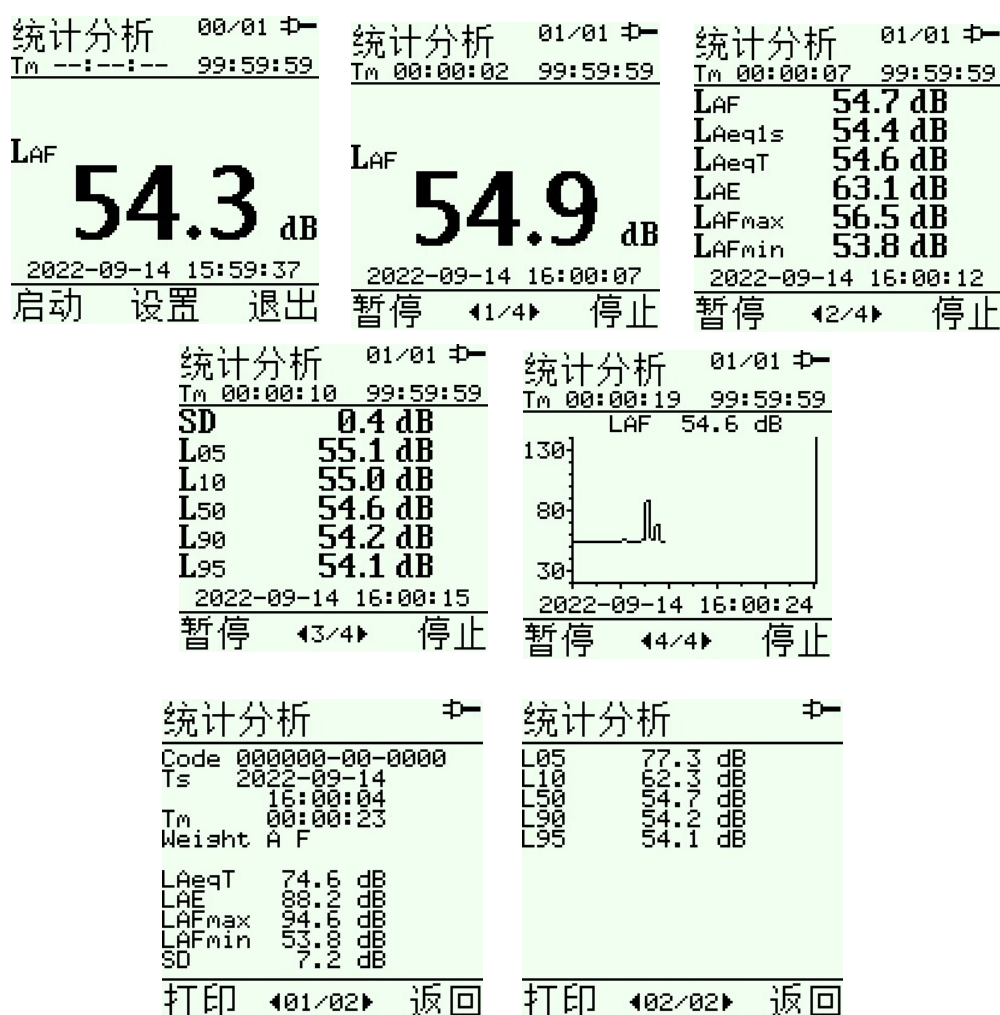 统计分析 00/01
Tm --:--:-- 99:59:59
LAF
54.3 dB
2022-09-14 15:59:37
启动 设置 退出
统计分析 01/01
Tm 00:00:02 99:59:59
LAF
54.9 dB
2022-09-14 16:00:07
暂停 1/4 停止
统计分析 01/01
Tm 00:00:07 99:59:59
LAF 54.7 dB
LAeq1s 54.4 dB
LAeqT 54.6 dB
LAE 63.1 dB
LAFmax 56.5 dB
LAFmin 53.8 dB
2022-09-14 16:00:12
暂停 2/4 停止
统计分析 01/01
Tm 00:00:10 99:59:59
SD 0.4 dB
L05 55.1 dB
L10 55.0 dB
L50 54.6 dB
L90 54.2 dB
L95 54.1 dB
2022-09-14 16:00:15
暂停 3/4 停止
统计分析 01/01
Tm 00:00:19 99:59:59
LAF 54.6 dB
130
80
30
2022-09-14 16:00:24
暂停 4/4 停止
统计分析
Code 000000-00-0000
Ts 2022-09-14
16:00:04
Tm 00:00:23
Weight A F
LAeqT 74.6 dB
LAE 88.2 dB
LAFmax 94.6 dB
LAFmin 53.8 dB
SD 7.2 dB
打印 01/02 返回
统计分析
L05 77.3 dB
L10 62.3 dB
L50 54.7 dB
L90 54.2 dB
L95 54.1 dB
打印 02/02 返回